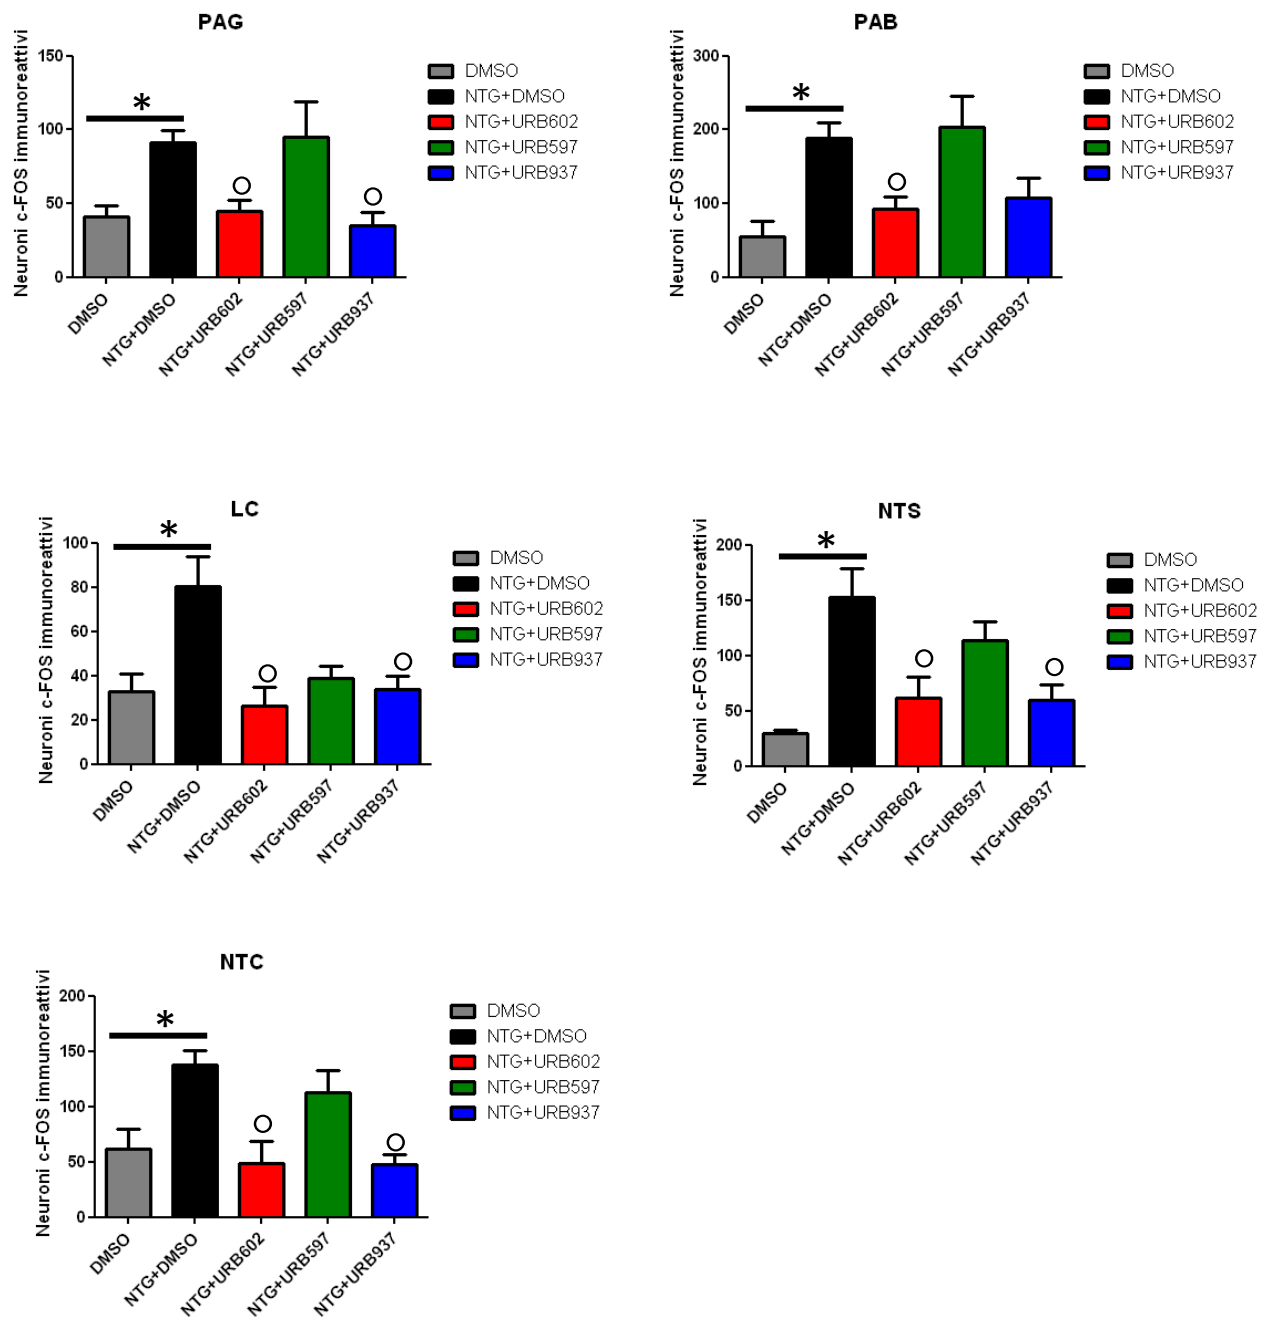 PAG
Neuroni c-FOS immunoreattivi
150
100
50
0
*
DMSO
NTG+DMSO
NTG+URB602
NTG+URB597
NTG+URB937
DMSO
NTG+DMSO
NTG+URB602
NTG+URB597
NTG+URB937
PAB
Neuroni c-FOS immunoreattivi
300
200
100
0
*
DMSO
NTG+DMSO
NTG+URB602
NTG+URB597
NTG+URB937
DMSO
NTG+DMSO
NTG+URB602
NTG+URB597
NTG+URB937
LC
Neuroni c-FOS immunoreattivi
100
80
60
40
20
0
*
DMSO
NTG+DMSO
NTG+URB602
NTG+URB597
NTG+URB937
DMSO
NTG+DMSO
NTG+URB602
NTG+URB597
NTG+URB937
NTS
Neuroni c-FOS immunoreattivi
200
150
100
50
0
*
DMSO
NTG+DMSO
NTG+URB602
NTG+URB597
NTG+URB937
DMSO
NTG+DMSO
NTG+URB602
NTG+URB597
NTG+URB937
NTC
Neuroni c-FOS immunoreattivi
200
150
100
50
0
*
DMSO
NTG+DMSO
NTG+URB602
NTG+URB597
NTG+URB937
DMSO
NTG+DMSO
NTG+URB602
NTG+URB597
NTG+URB937